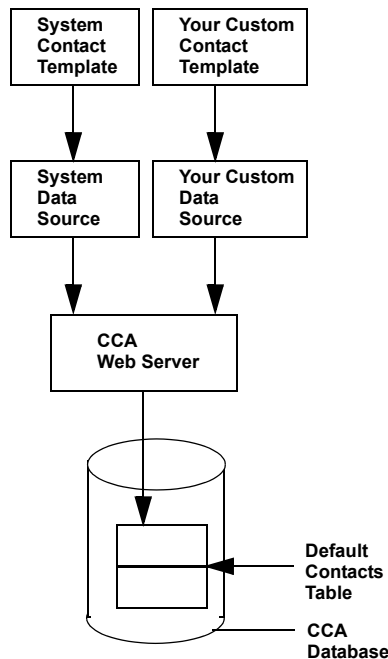 System
Contact
Template
Your Custom
Contact
Template
System
Data
Source
Your Custom
Data
Source
CCA
Web Server
Default
Contacts
Table
CCA
Database